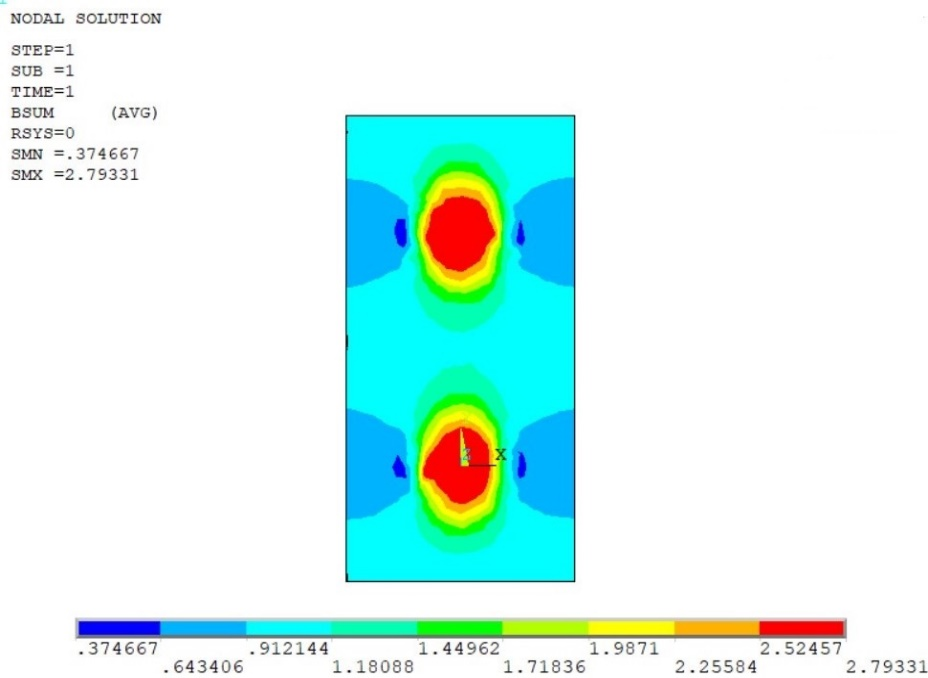 NODAL SOLUTION
STEP=1
SUB =1
TIME=1
BSUM (AVG)
RSYS=0
SMN =.374667
SMX =2.79331
X
.374667 .912144 1.44962 1.9871 2.52457
.643406 1.18088 1.71836 2.25584 2.79331